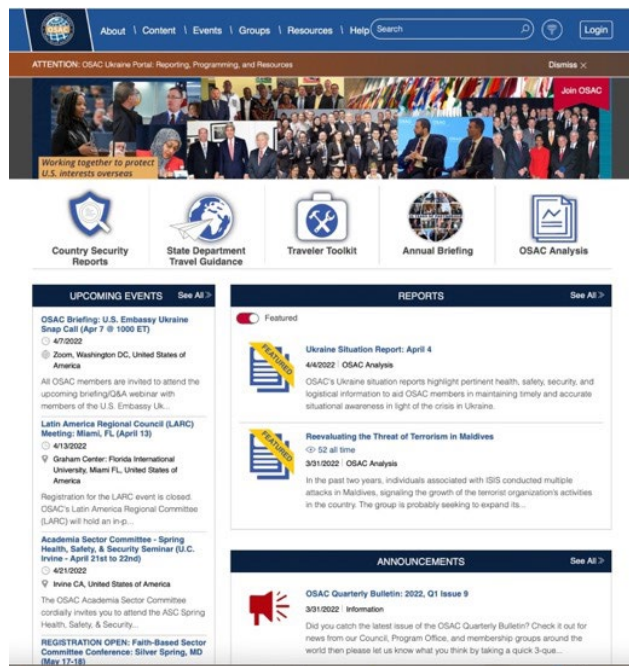 OSAC
About \ Content \ Events \ Groups \ Resources \ Help
Search
Login
ATTENTION: OSAC Ukraine Portal: Reporting, Programming, and Resources
Dismiss ×
Join OSAC
Working together to protect
U.S. interests overseas
Country Security
Reports
State Department
Travel Guidance
Traveler Toolkit
Annual Briefing
OSAC Analysis
UPCOMING EVENTS
See All »
OSAC Briefing: U.S. Embassy Ukraine
Snap Call (Apr 7 @ 1000 ET)
4/7/2022
Zoom, Washington DC, United States of
America
All OSAC members are invited to attend the
upcoming briefing/Q&A webinar with
members of the U.S. Embassy Uk...
Latin America Regional Council (LARC)
Meeting: Miami, FL (April 13)
4/13/2022
Graham Center: Florida International
University, Miami FL, United States of
America
Registration for the LARC event is closed.
OSAC's Latin America Regional Committee
(LARC) will hold an in-p...
Academia Sector Committee - Spring
Health, Safety, & Security Seminar (U.C.
Irvine - April 21st to 22nd)
4/21/2022
Irvine CA, United States of America
The OSAC Academia Sector Committee
cordially invites you to attend the ASC Spring
Health, Safety, & Security...
REGISTRATION OPEN: Faith-Based Sector
Committee Conference: Silver Spring, MD
(May 17-18)
REPORTS
See All »
Featured
FEATURED
Ukraine Situation Report: April 4
4/4/2022 | OSAC Analysis
OSAC's Ukraine situation reports highlight pertinent health, safety, security, and
logistical information to aid OSAC members in maintaining timely and accurate
situational awareness in light of the crisis in Ukraine.
FEATURED
Reevaluating the Threat of Terrorism in Maldives
52 all time
3/31/2022 | OSAC Analysis
In the past two years, individuals associated with ISIS conducted multiple
attacks in Maldives, signaling the growth of the terrorist organization's activities
in the country. The group is probably seeking to expand its...
ANNOUNCEMENTS
See All »
OSAC Quarterly Bulletin: 2022, Q1 Issue 9
3/31/2022 | Information
Did you catch the latest issue of the OSAC Quarterly Bulletin? Check it out for
news from our Council, Program Office, and membership groups around the
world then please let us know what you think by taking a quick 3-que...